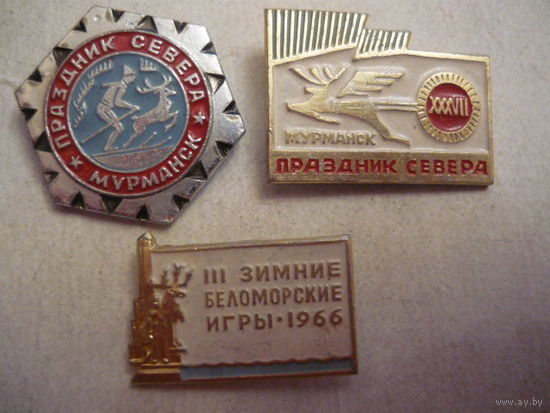 ПРАЗДНИК СЕВЕРА
МУРМАНСК
XXXVII
МУРМАНСК
ПРАЗДНИК СЕВЕРА
III ЗИМНИЕ
БЕЛОМОРСКИЕ
ИГРЫ · 1966
www.ay.by